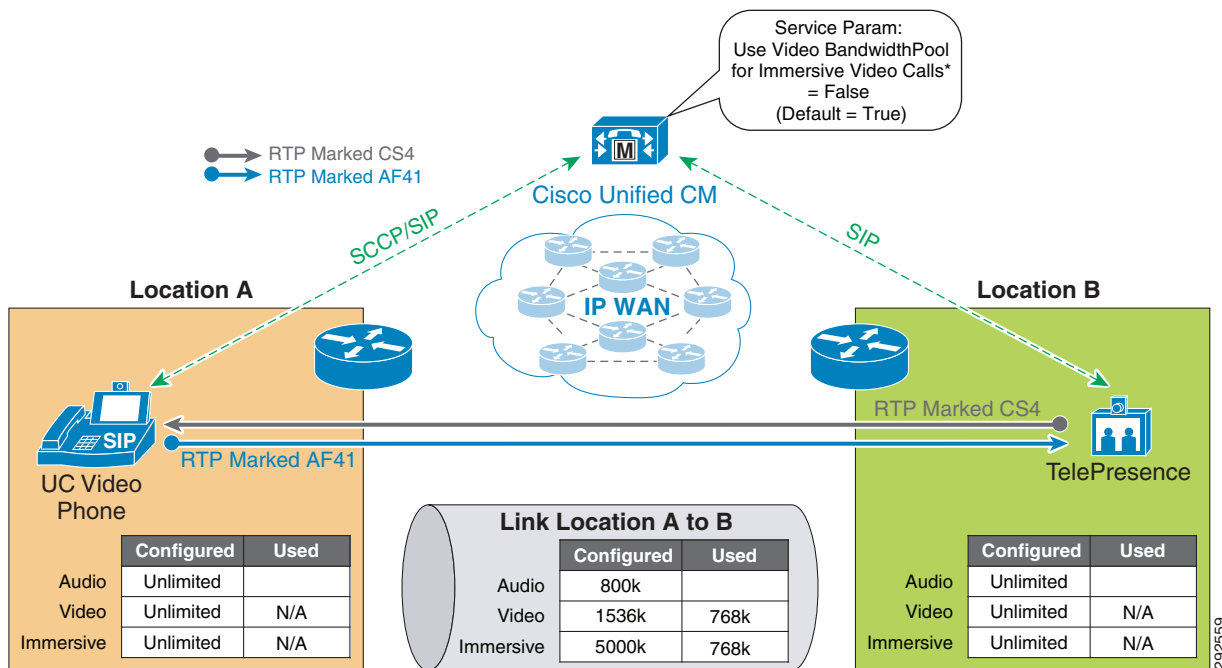 Service Param:
Use Video BandwidthPool
for Immersive Video Calls*
= False
(Default = True)
RTP Marked CS4
RTP Marked AF41
M
Cisco Unified CM
SCCP/SIP
SIP
IP WAN
Location A
Location B
RTP Marked CS4
SIP
RTP Marked AF41
UC Video
Phone
TelePresence
Configured Used
Audio Unlimited
Video Unlimited N/A
Immersive Unlimited N/A
Link Location A to B
Configured Used
Audio 800k
Video 1536k 768k
Immersive 5000k 768k
Configured Used
Audio Unlimited
Video Unlimited N/A
Immersive Unlimited N/A
292559